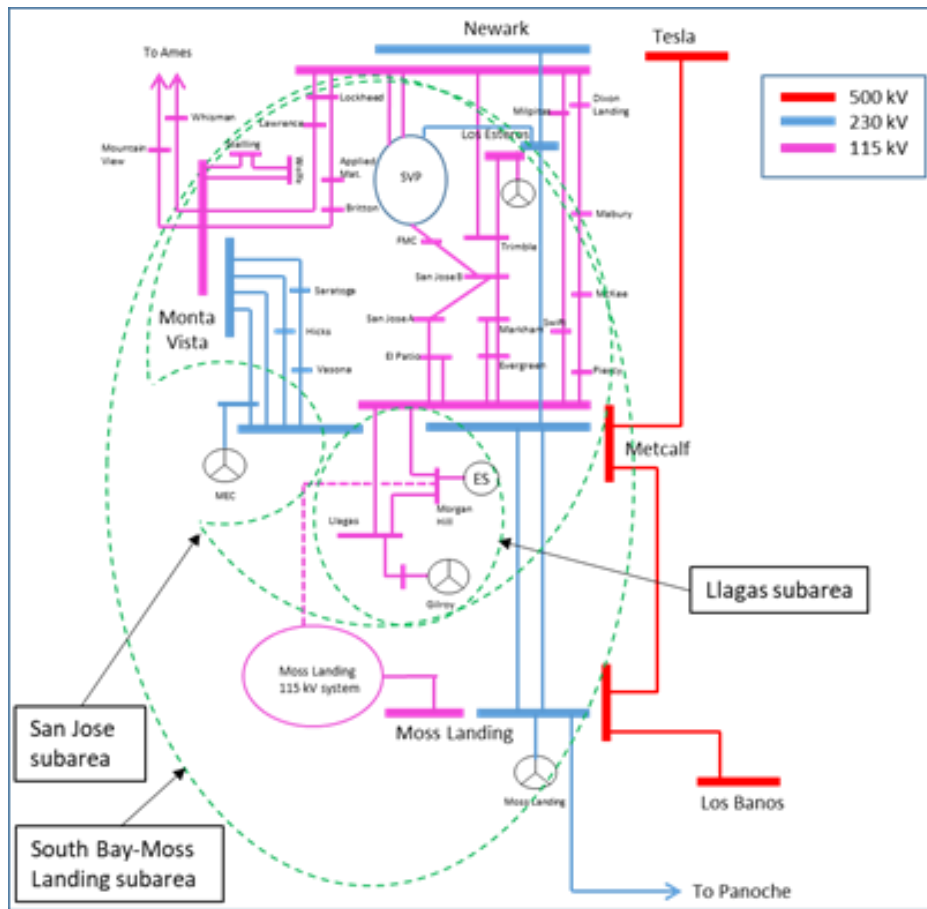 Newark
Tesla
To Ames
500 kV
230 kV
115 kV
Lockhead
Whisman
Lawrence
Milpitas
Dixon
Landing
Los Esteros
Mountain
View
Stelling
Wolfe
Applied
Mat.
SVP
Britton
Mabury
FMC
Trimble
San Jose B
Saratoga
McKee
San Jose A
Swift
Markham
Monta
Vista
Hicks
El Patio
Evergreen
Vasona
Piercy
Metcalf
MEC
ES
Morgan
Hill
Llagas
Gilroy
Llagas subarea
Moss Landing
115 kV system
San Jose
subarea
Moss Landing
Moss Landing
Los Banos
South Bay-Moss
Landing subarea
To Panoche